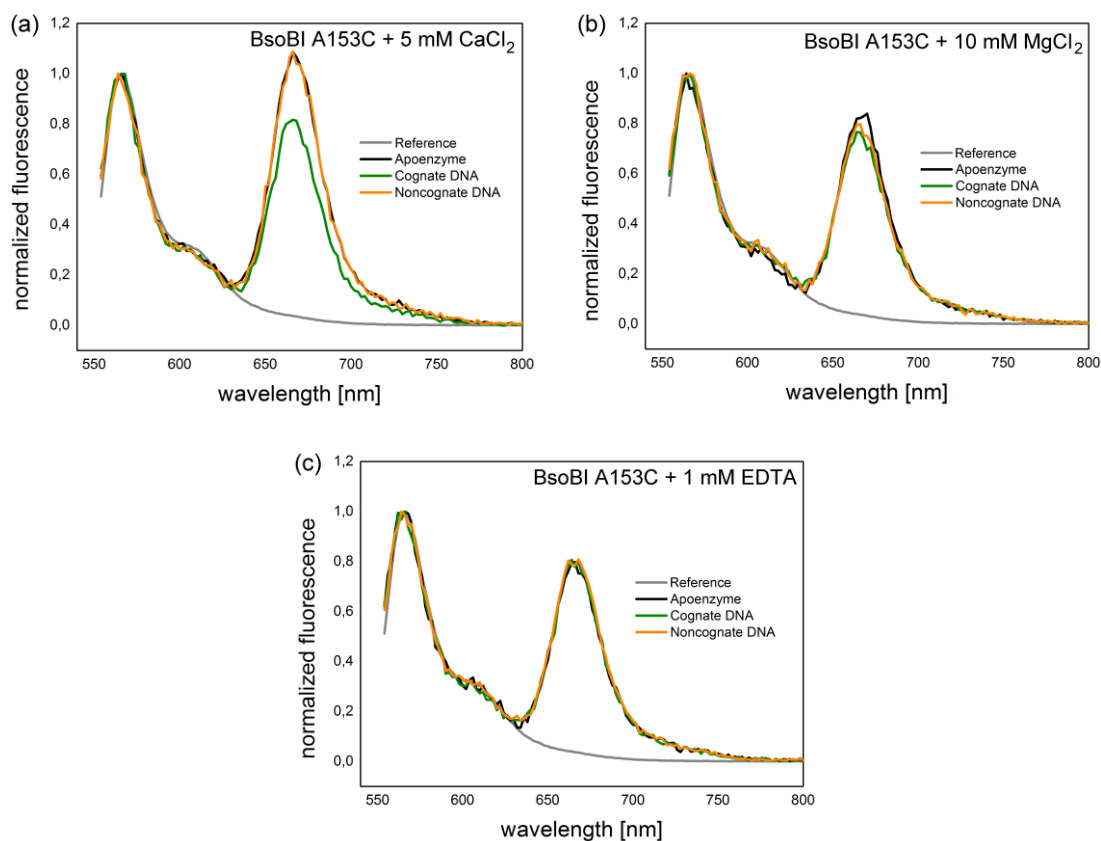 (a)
BsoBI A153C + 5 mM CaCl₂
normalized fluorescence
1,2
1,0
0,8
0,6
0,4
0,2
0,0
Reference
Apoenzyme
Cognate DNA
Noncognate DNA
550 600 650 700 750 800
wavelength [nm]
(b)
BsoBI A153C + 10 mM MgCl₂
normalized fluorescence
1,2
1,0
0,8
0,6
0,4
0,2
0,0
Reference
Apoenzyme
Cognate DNA
Noncognate DNA
550 600 650 700 750 800
wavelength [nm]
(c)
BsoBI A153C + 1 mM EDTA
normalized fluorescence
1,2
1,0
0,8
0,6
0,4
0,2
0,0
Reference
Apoenzyme
Cognate DNA
Noncognate DNA
550 600 650 700 750 800
wavelength [nm]